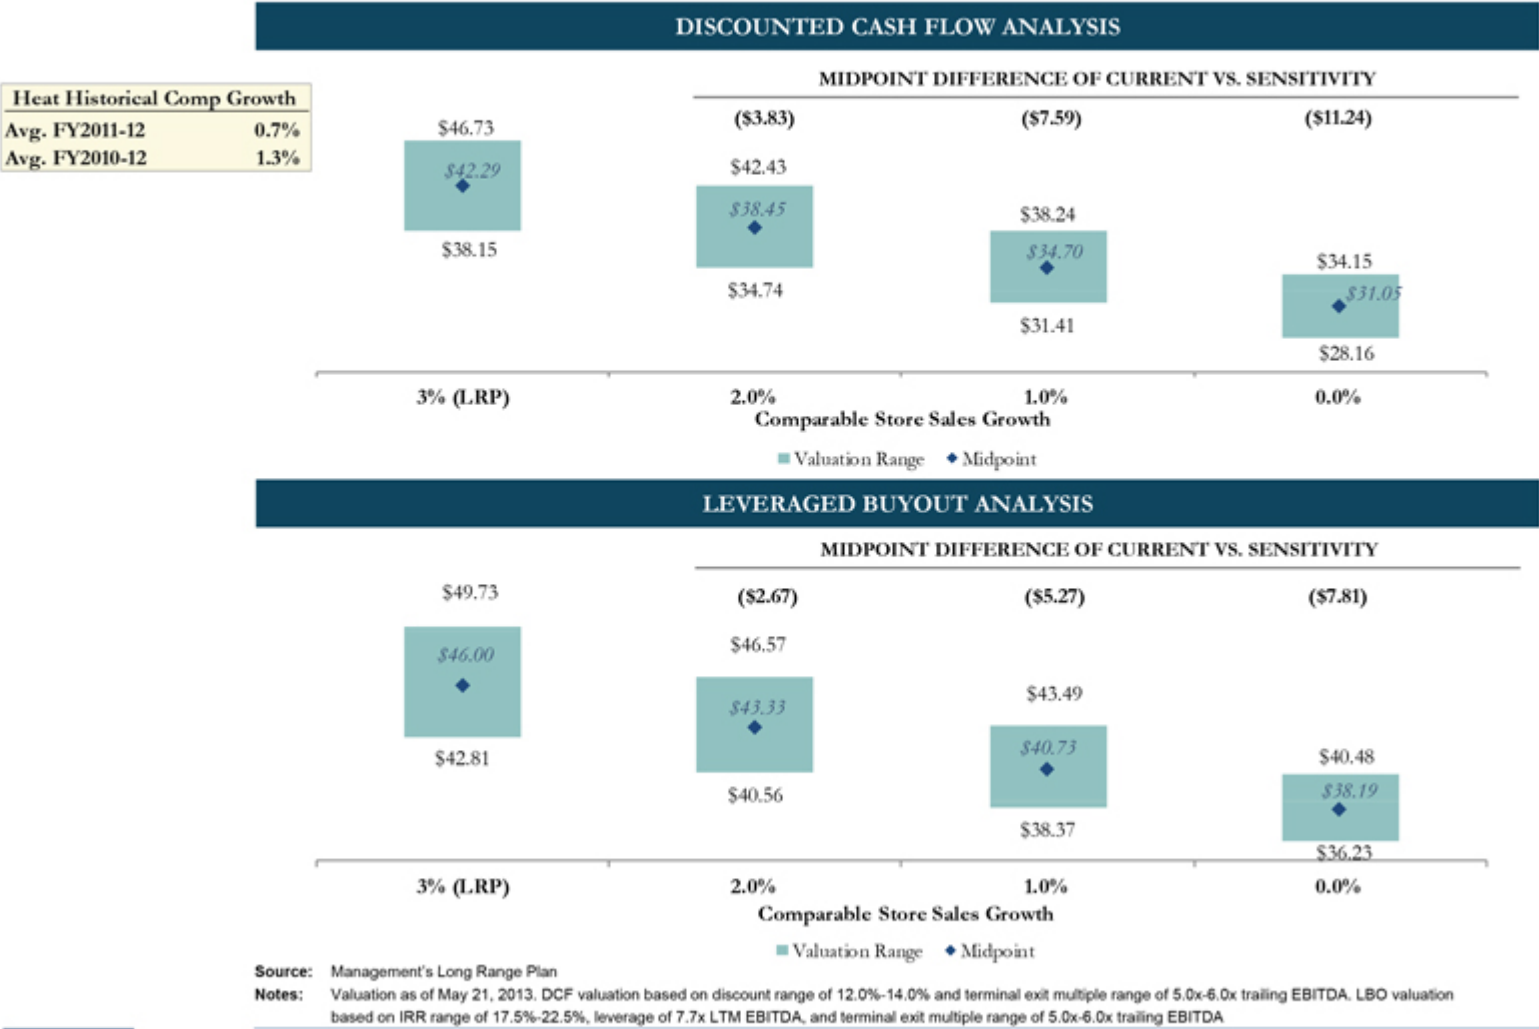 DISCOUNTED CASH FLOW ANALYSIS
MIDPOINT DIFFERENCE OF CURRENT VS. SENSITIVITY
Heat Historical Comp Growth
Avg. FY2011-12 0.7%
Avg. FY2010-12 1.3%
($3.83) ($7.59) ($11.24)
$46.73
$42.29
$38.15
$42.43
$38.45
$34.74
$38.24
$34.70
$31.41
$34.15
$31.05
$28.16
3% (LRP) 2.0% 1.0% 0.0%
Comparable Store Sales Growth
Valuation Range Midpoint
LEVERAGED BUYOUT ANALYSIS
MIDPOINT DIFFERENCE OF CURRENT VS. SENSITIVITY
($2.67) ($5.27) ($7.81)
$49.73
$46.00
$42.81
$46.57
$43.33
$40.56
$43.49
$40.73
$38.37
$40.48
$38.19
$36.23
3% (LRP) 2.0% 1.0% 0.0%
Comparable Store Sales Growth
Valuation Range Midpoint
Source: Management's Long Range Plan
Notes: Valuation as of May 21, 2013. DCF valuation based on discount range of 12.0%-14.0% and terminal exit multiple range of 5.0x-6.0x trailing EBITDA. LBO valuation
based on IRR range of 17.5%-22.5%, leverage of 7.7x LTM EBITDA, and terminal exit multiple range of 5.0x-6.0x trailing EBITDA